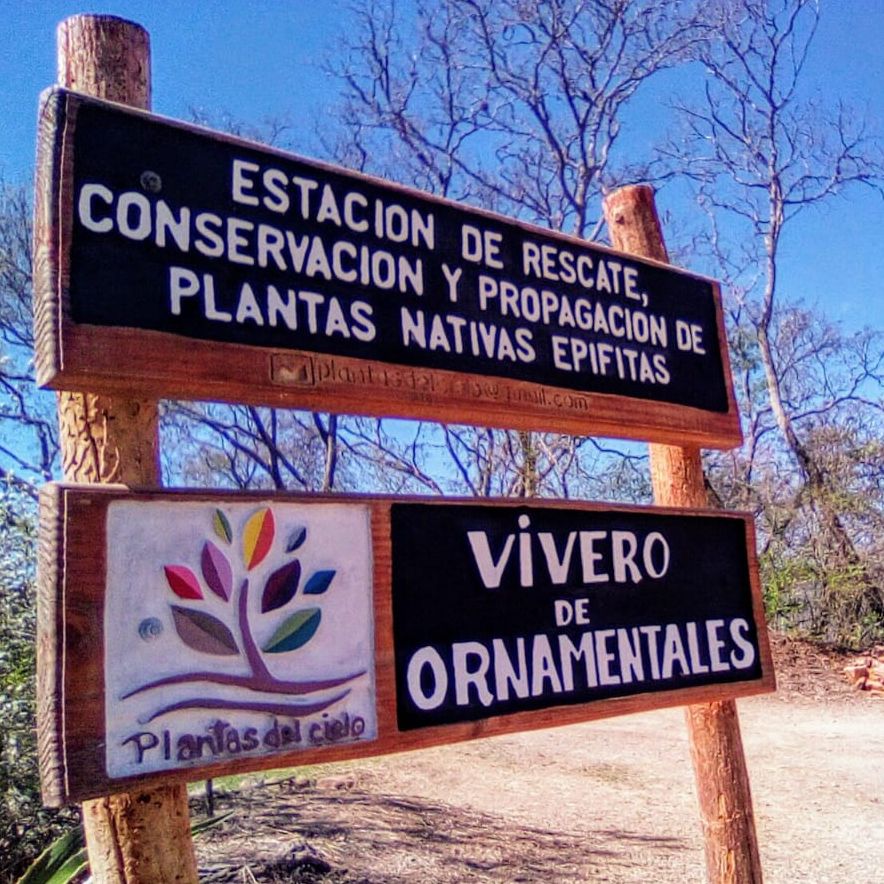 ESTACION DE RESCATE,
CONSERVACION Y PROPAGACION DE
PLANTAS NATIVAS EPIFITAS
VIVERO
DE
ORNAMENTALES
Plantas del cielo